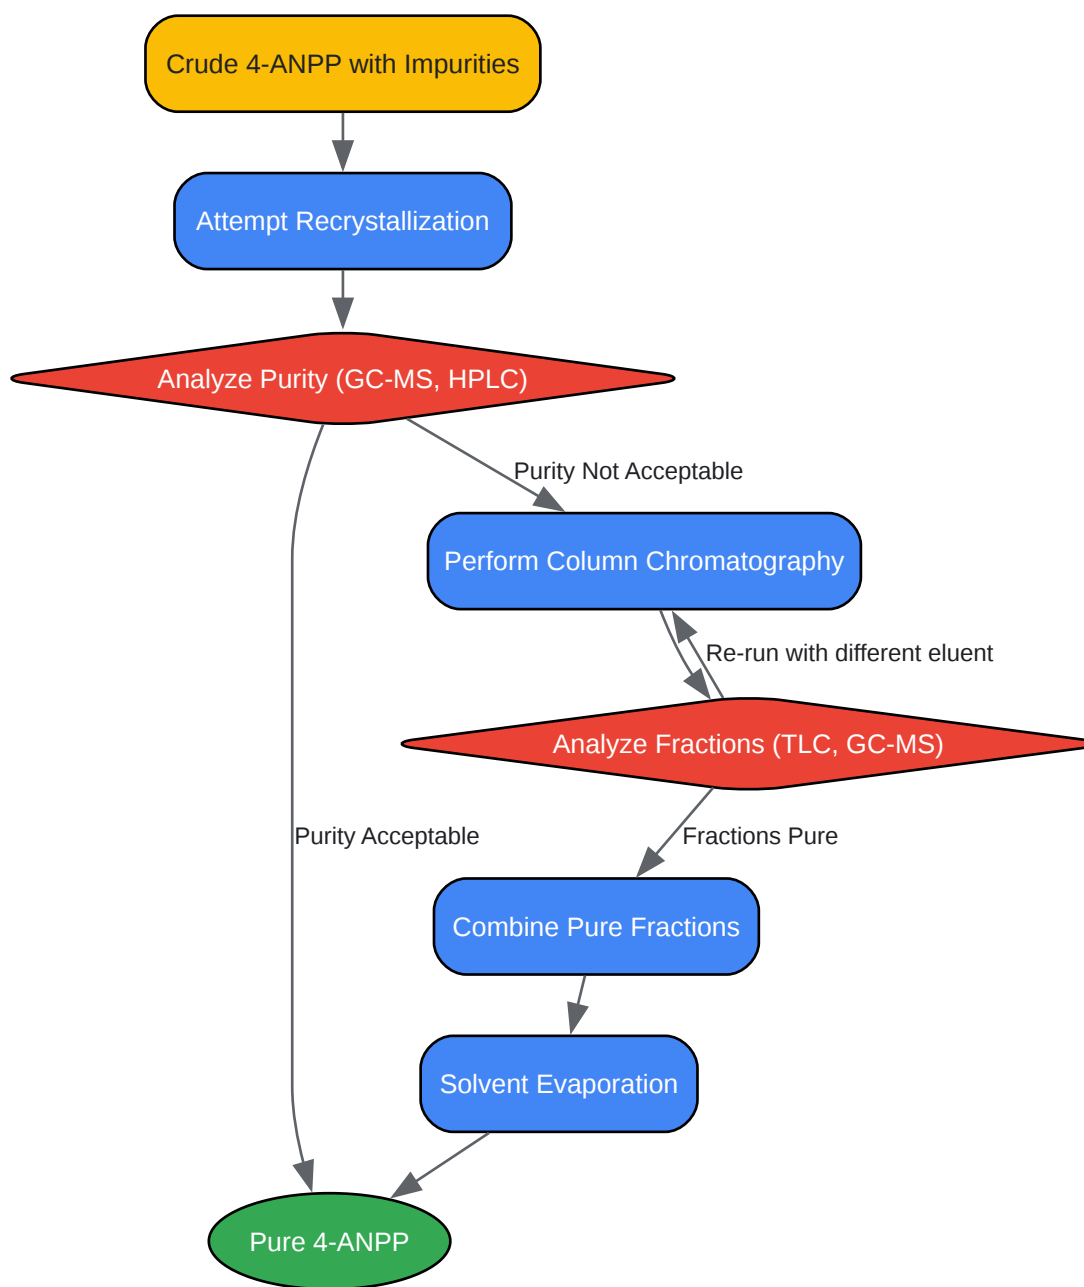 Crude 4-ANPP with Impurities
Attempt Recrystallization
Analyze Purity (GC-MS, HPLC)
Purity Not Acceptable
Perform Column Chromatography
Re-run with different eluent
Analyze Fractions (TLC, GC-MS)
Purity Acceptable
Fractions Pure
Combine Pure Fractions
Solvent Evaporation
Pure 4-ANPP